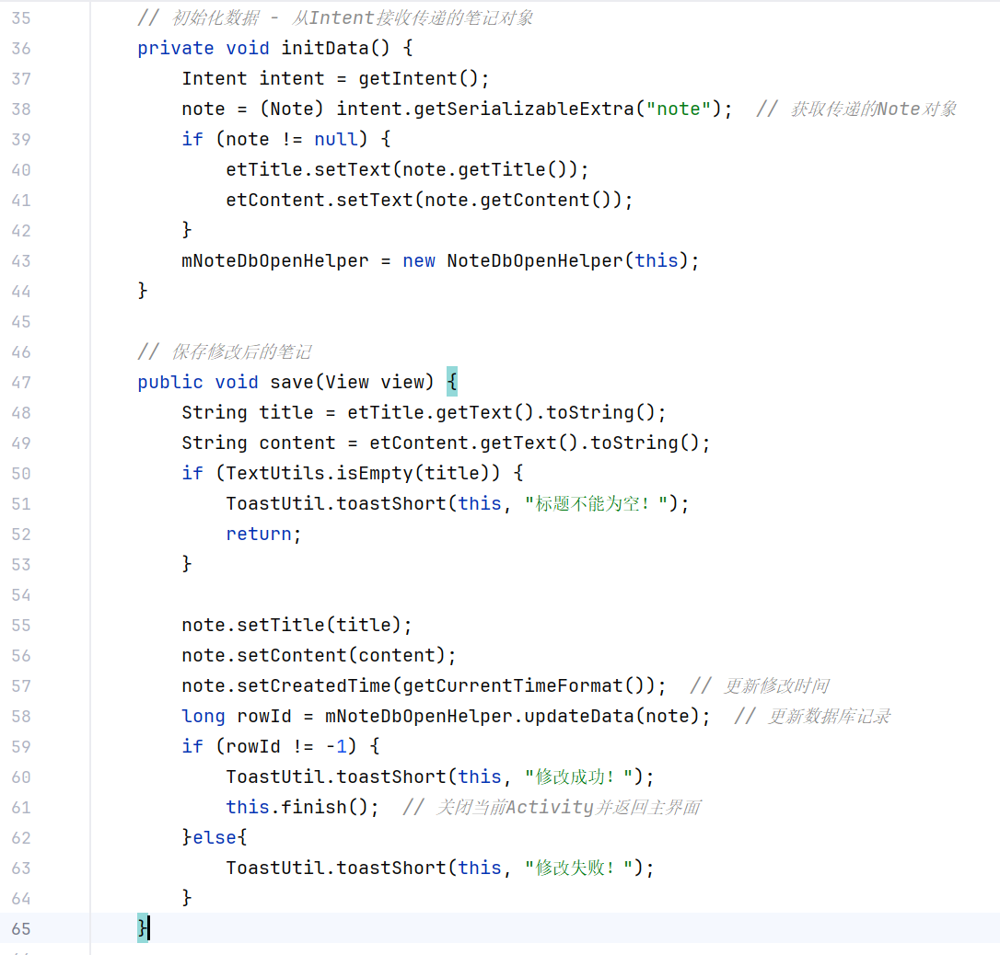 35 // 初始化数据 - 从Intent接收传递的笔记对象
36 private void initData() {
37 Intent intent = getIntent();
38 note = (Note) intent.getSerializableExtra("note"); // 获取传递的Note对象
39 if (note != null) {
40 etTitle.setText(note.getTitle());
41 etContent.setText(note.getContent());
42 }
43 mNoteDbOpenHelper = new NoteDbOpenHelper(this);
44 }
45
46 // 保存修改后的笔记
47 public void save(View view) {
48 String title = etTitle.getText().toString();
49 String content = etContent.getText().toString();
50 if (TextUtils.isEmpty(title)) {
51 ToastUtil.toastShort(this, "标题不能为空！");
52 return;
53 }
54
55 note.setTitle(title);
56 note.setContent(content);
57 note.setCreatedTime(getCurrentTimeFormat()); // 更新修改时间
58 long rowId = mNoteDbOpenHelper.updateData(note); // 更新数据库记录
59 if (rowId != -1) {
60 ToastUtil.toastShort(this, "修改成功！");
61 this.finish(); // 关闭当前Activity并返回主界面
62 }else{
63 ToastUtil.toastShort(this, "修改失败！");
64 }
65 }